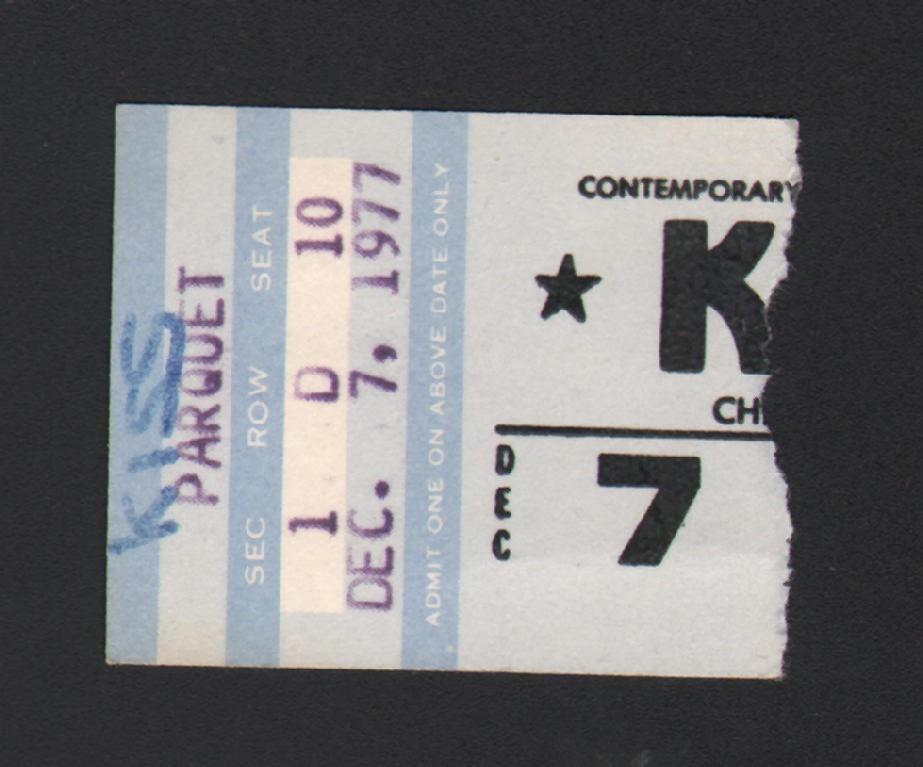 KISS
PARQUET
SEC ROW SEAT
1 D 10
DEC. 7, 1977
ADMIT ONE ON ABOVE DATE ONLY
CONTEMPORARY
★ K
CH
DEC
7